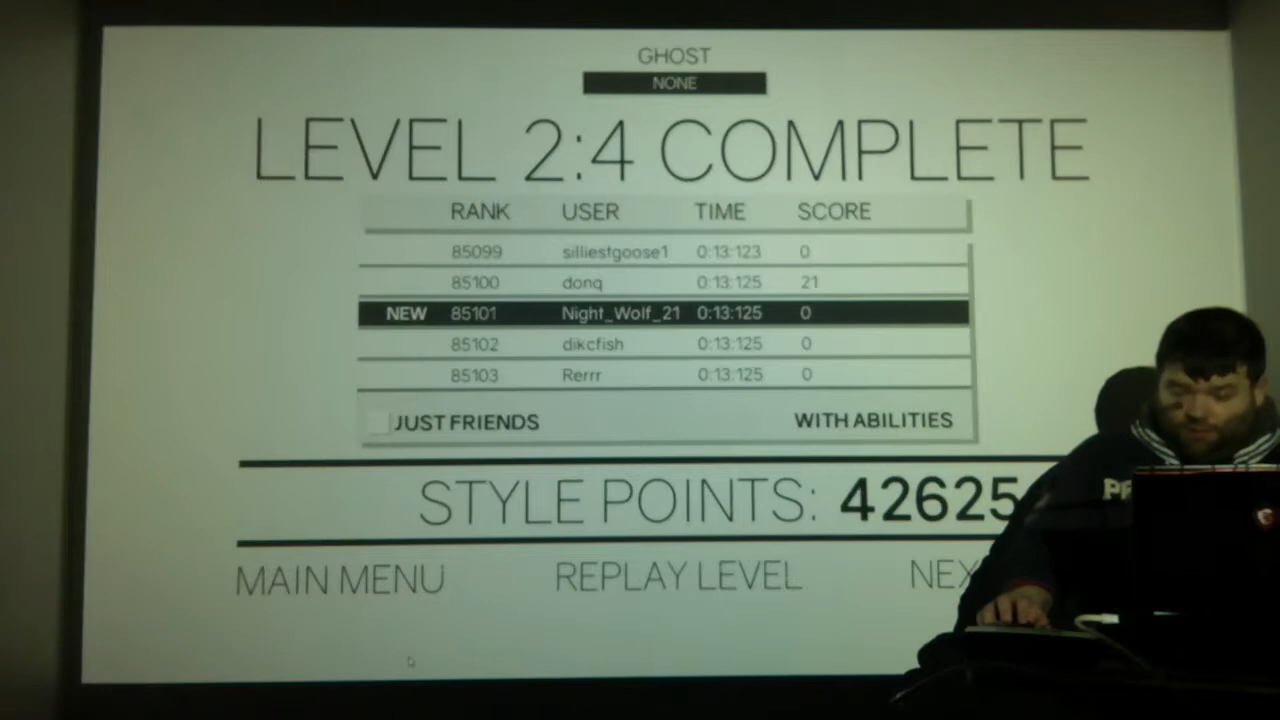 GHOST
NONE
LEVEL 2:4 COMPLETE
RANK USER TIME SCORE
85099 silliestgoose1 0:13:123 0
85100 donq 0:13:125 21
NEW 85101 Night_Wolf_21 0:13:125 0
85102 dikcfish 0:13:125 0
85103 Rerrr 0:13:125 0
JUST FRIENDS WITH ABILITIES
STYLE POINTS: 42625
MAIN MENU REPLAY LEVEL